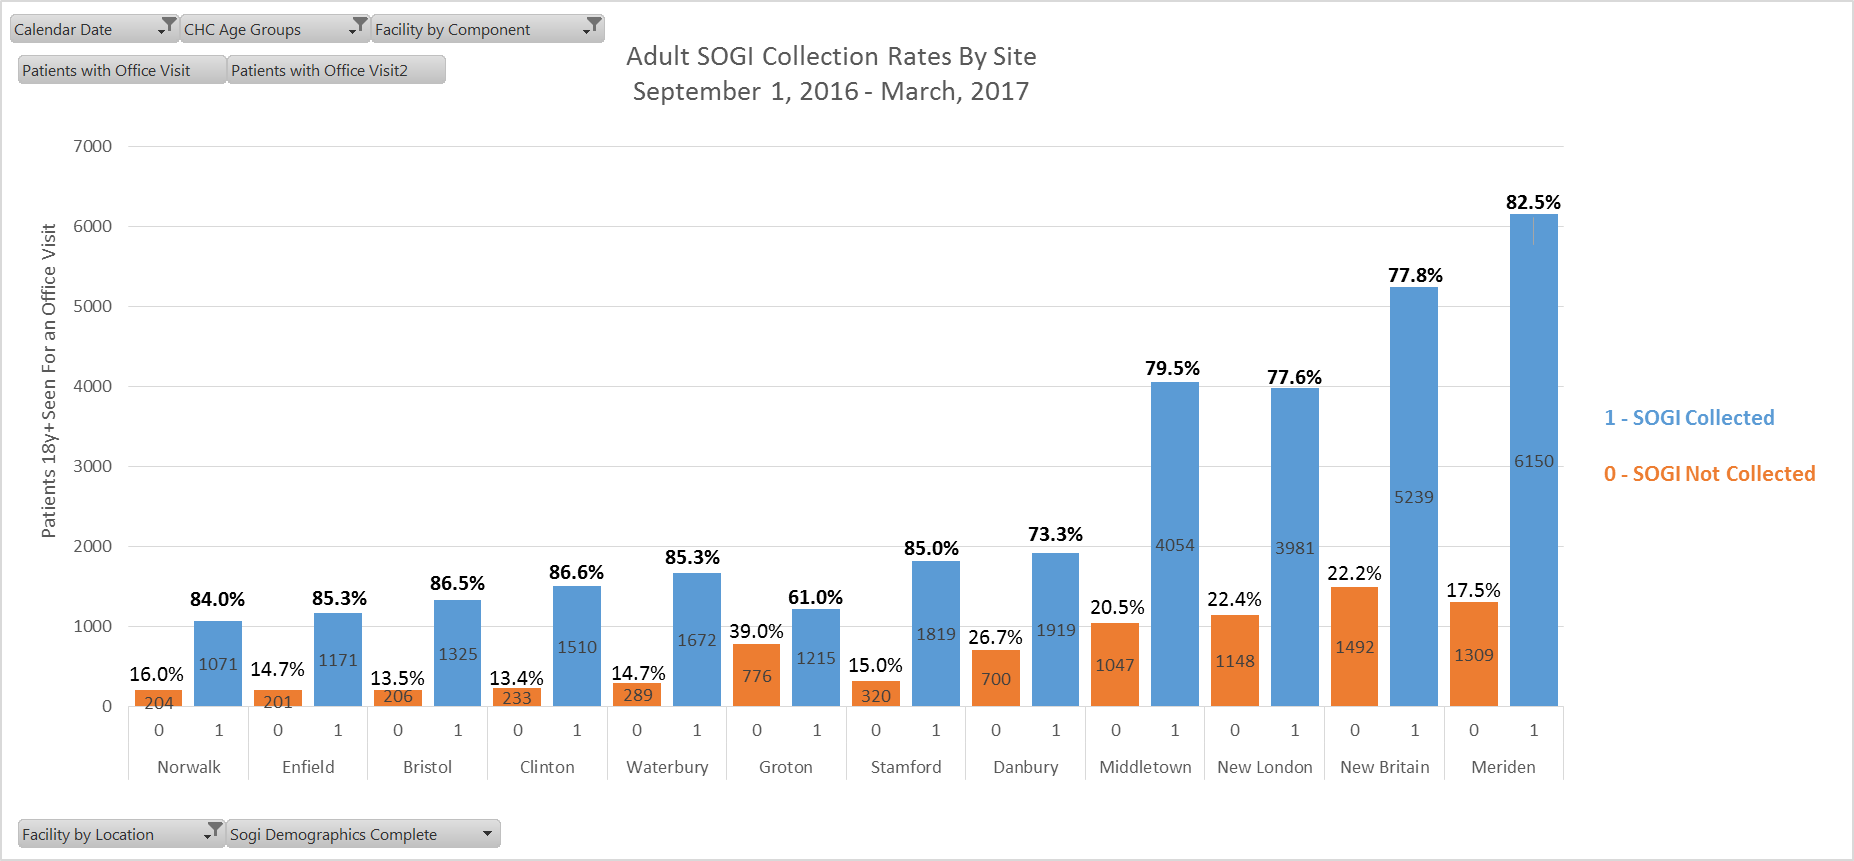 Calendar Date CHC Age Groups Facility by Component
Patients with Office Visit Patients with Office Visit2
Adult SOGI Collection Rates By Site
September 1, 2016 - March, 2017
Patients 18y+ Seen For an Office Visit
7000
6000
5000
4000
3000
2000
1000
0
16.0% 84.0% 14.7% 85.3% 13.5% 86.5% 13.4% 86.6% 14.7% 85.3% 39.0% 61.0% 15.0% 85.0% 26.7% 73.3% 20.5% 79.5% 22.4% 77.6% 22.2% 77.8% 17.5% 82.5%
204 1071 201 1171 206 1325 233 1510 289 1672 776 1215 320 1819 700 1919 1047 4054 1148 3981 1492 5239 1309 6150
0 1 0 1 0 1 0 1 0 1 0 1 0 1 0 1 0 1 0 1 0 1 0 1
Norwalk Enfield Bristol Clinton Waterbury Groton Stamford Danbury Middletown New London New Britain Meriden
1 - SOGI Collected
0 - SOGI Not Collected
Facility by Location Sogi Demographics Complete